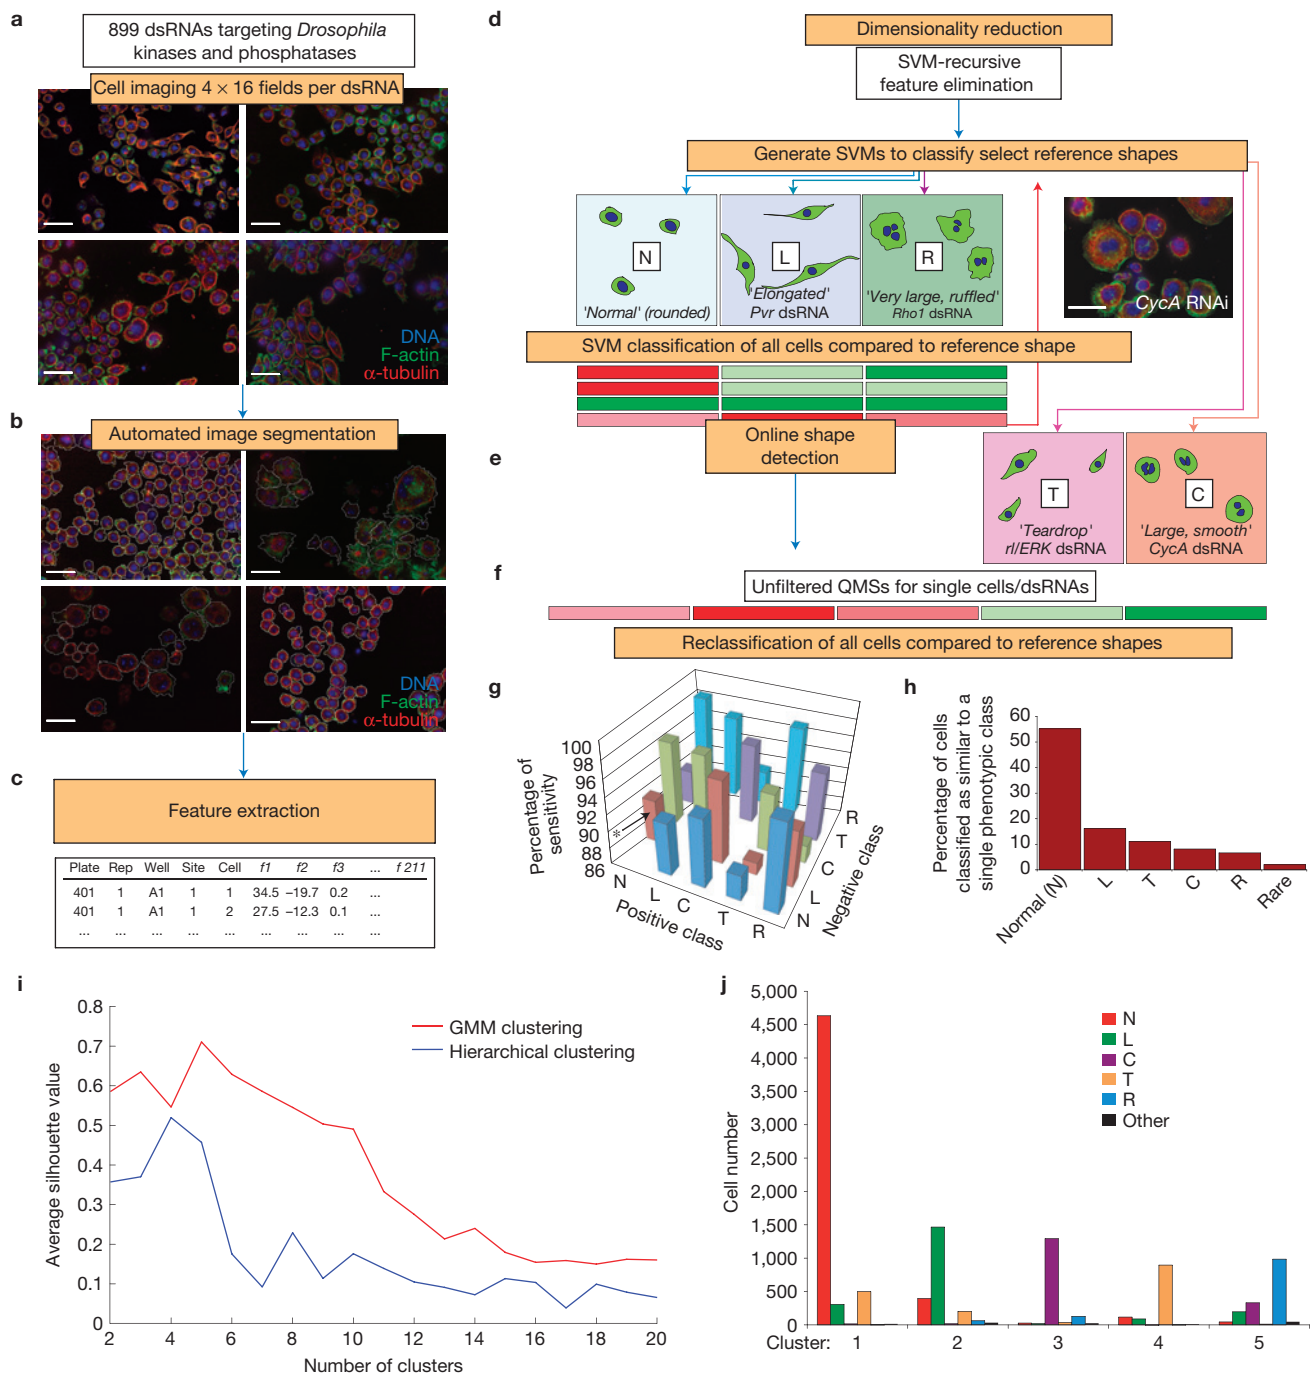 a
899 dsRNAs targeting Drosophila
kinases and phosphatases
Cell imaging 4 × 16 fields per dsRNA
DNA
F-actin
α-tubulin
b
Automated image segmentation
DNA
F-actin
α-tubulin
c
Feature extraction
Plate Rep Well Site Cell f1 f2 f3 ... f 211
401 1 A1 1 1 34.5 −19.7 0.2 ...
401 1 A1 1 2 27.5 −12.3 0.1 ...
... ... ... ... ... ... ... ... ...
d
Dimensionality reduction
SVM-recursive
feature elimination
Generate SVMs to classify select reference shapes
N
'Normal' (rounded)
L
'Elongated'
Pvr dsRNA
R
'Very large, ruffled'
Rho1 dsRNA
CycA RNAi
SVM classification of all cells compared to reference shape
e
Online shape
detection
T
'Teardrop'
rl/ERK dsRNA
C
'Large, smooth'
CycA dsRNA
f
Unfiltered QMSs for single cells/dsRNAs
Reclassification of all cells compared to reference shapes
g
Percentage of
sensitivity
100
98
96
94
92
90
88
86
*
N
L
C
T
R
Positive class
N
L
C
T
R
Negative class
h
Percentage of cells
classified as similar to a
single phenotypic class
60
50
40
30
20
10
0
Normal (N)
L
T
C
R
Rare
i
Average silhouette value
0.8
0.7
0.6
0.5
0.4
0.3
0.2
0.1
0
2 4 6 8 10 12 14 16 18 20
Number of clusters
GMM clustering
Hierarchical clustering
j
Cell number
5,000
4,500
4,000
3,500
3,000
2,500
2,000
1,500
1,000
500
0
N
L
C
T
R
Other
Cluster: 1 2 3 4 5